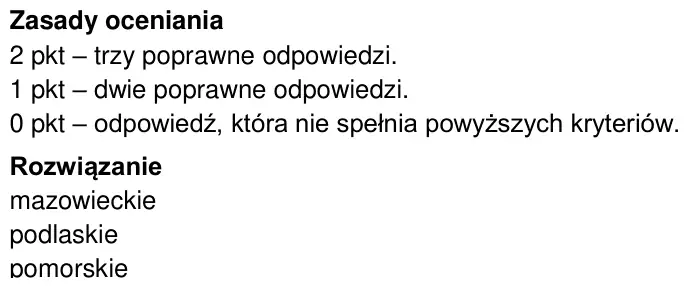 Zasady oceniania
2 pkt – trzy poprawne odpowiedzi.
1 pkt – dwie poprawne odpowiedzi.
0 pkt – odpowiedź, która nie spełnia powyższych kryteriów.
Rozwiązanie
mazowieckie
podlaskie
pomorskie